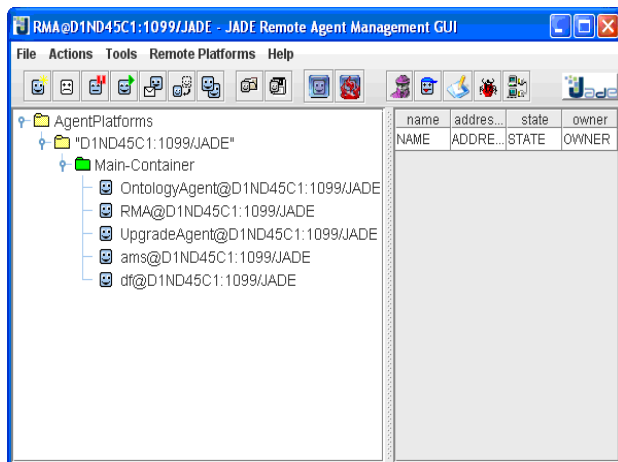 RMA@D1ND45C1:1099/JADE - JADE Remote Agent Management GUI
File Actions Tools Remote Platforms Help
Jade
AgentPlatforms
"D1ND45C1:1099/JADE"
Main-Container
OntologyAgent@D1ND45C1:1099/JADE
RMA@D1ND45C1:1099/JADE
UpgradeAgent@D1ND45C1:1099/JADE
ams@D1ND45C1:1099/JADE
df@D1ND45C1:1099/JADE
name addres... state owner
NAME ADDRE... STATE OWNER